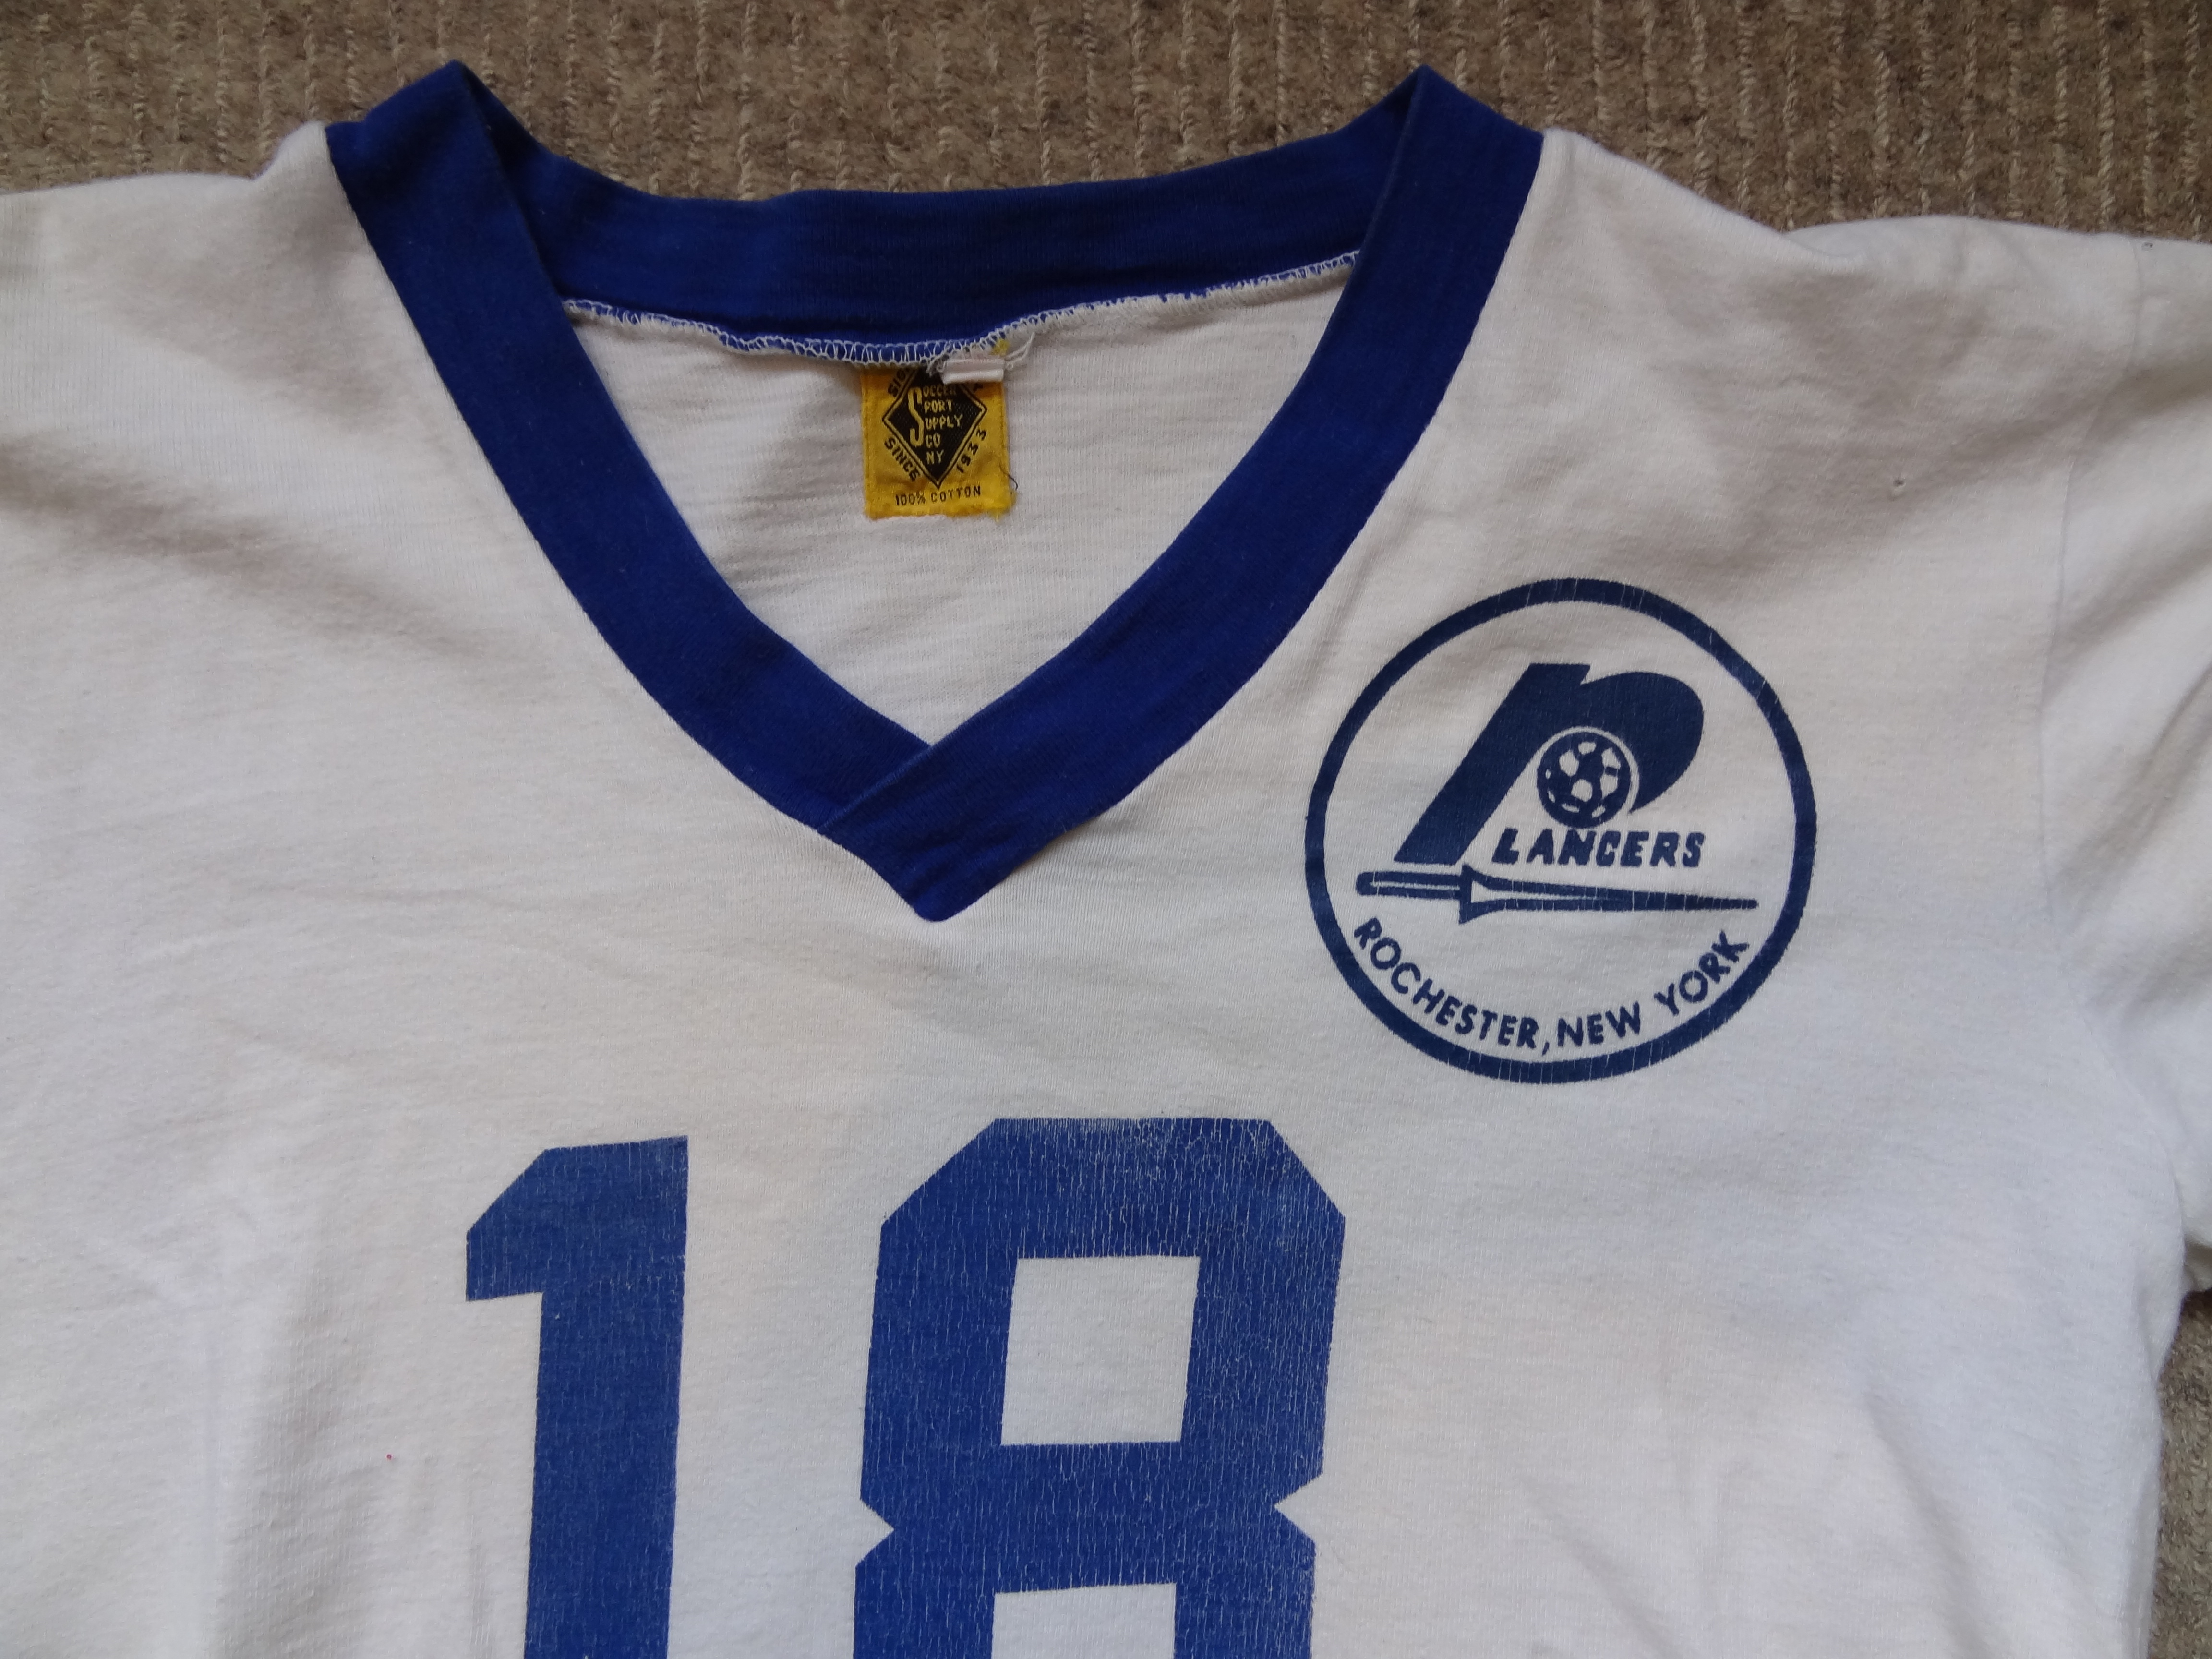 SOCCER
SPORT
SUPPLY
CO
NY
SINCE 1933
100% COTTON
LANCERS
ROCHESTER, NEW YORK
18